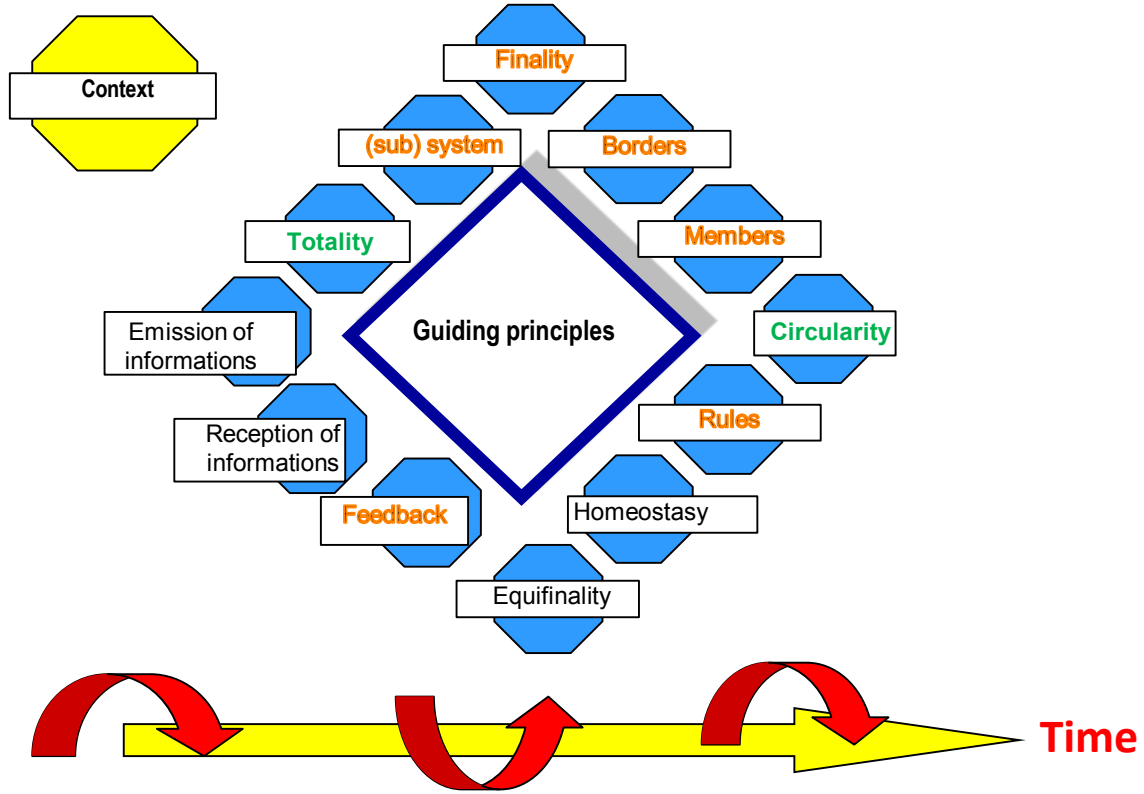 Finality
Context
(sub) system
Borders
Totality
Members
Emission of
informations
Guiding principles
Circularity
Reception of
informations
Rules
Feedback
Homeostasy
Equifinality
Time